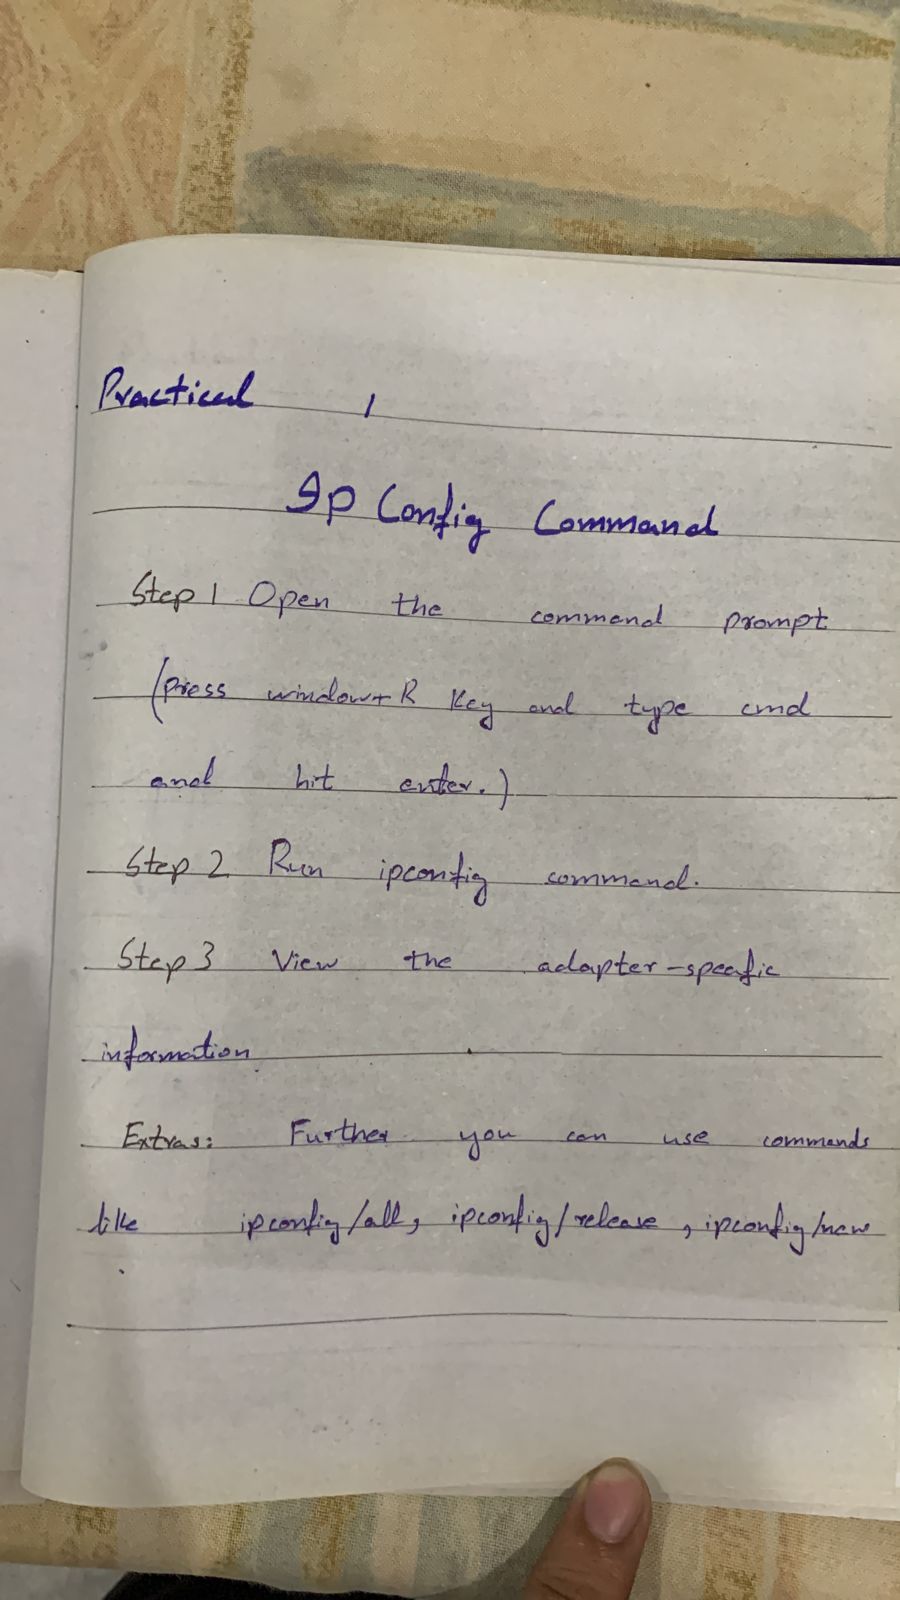 Practical 1
Ip Config Command
Step 1 Open the command prompt
(press window+R Key and type cmd
and hit enter.)
Step 2 Run ipconfig command.
Step 3 View the adapter-specific
information
Extras: Further you can use commands
like ipconfig/all, ipconfig/release, ipconfig/new